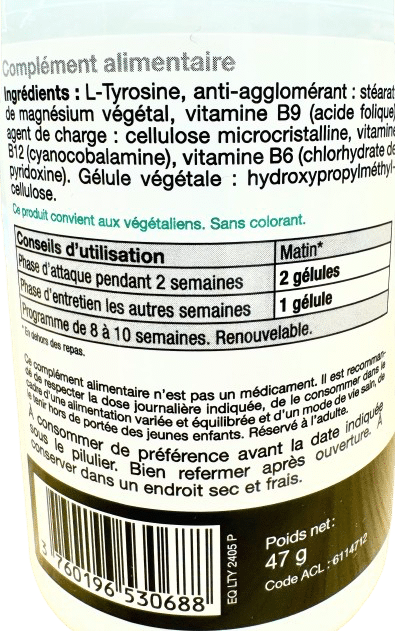 Complément alimentaire
Ingrédients : L-Tyrosine, anti-agglomérant : stéarat
de magnésium végétal, vitamine B9 (acide folique)
agent de charge : cellulose microcristalline, vitamine
B12 (cyanocobalamine), vitamine B6 (chlorhydrate de
pyridoxine). Gélule végétale : hydroxypropylméthyl-
cellulose.
Ce produit convient aux végétaliens. Sans colorant.
Conseils d'utilisation Matin*
Phase d'attaque pendant 2 semaines 2 gélules
Phase d'entretien les autres semaines 1 gélule
Programme de 8 à 10 semaines. Renouvelable.
*En dehors des repas.
Ce complément alimentaire n'est pas un médicament. Il est recomman-
dé de respecter la dose journalière indiquée, de le consommer dans le
cadre d'une alimentation variée et équilibrée et d'un mode de vie sain, de
le tenir hors de portée des jeunes enfants. Réservé à l'adulte.
À consommer de préférence avant la date indiquée
sous le pilulier. Bien refermer après ouverture. À
conserver dans un endroit sec et frais.
3 760196 530688
EQ LTY 2405 P
Poids net:
47 g
Code ACL : 6114712